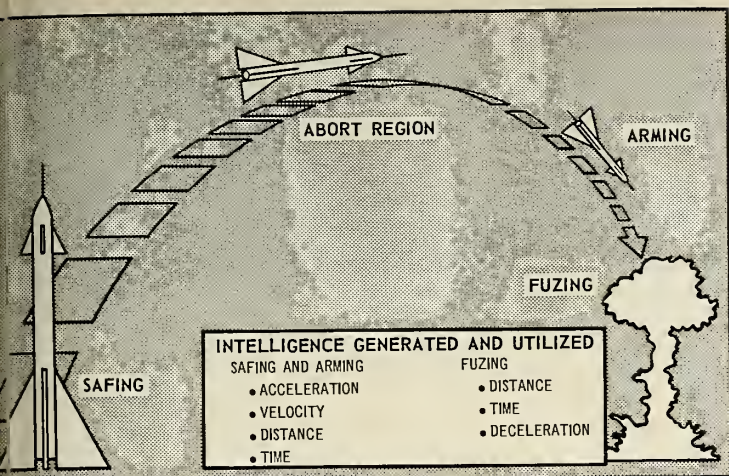 ABORT REGION
ARMING
FUZING
SAFING
INTELLIGENCE GENERATED AND UTILIZED
SAFING AND ARMING
• ACCELERATION
• VELOCITY
• DISTANCE
• TIME
FUZING
• DISTANCE
• TIME
• DECELERATION